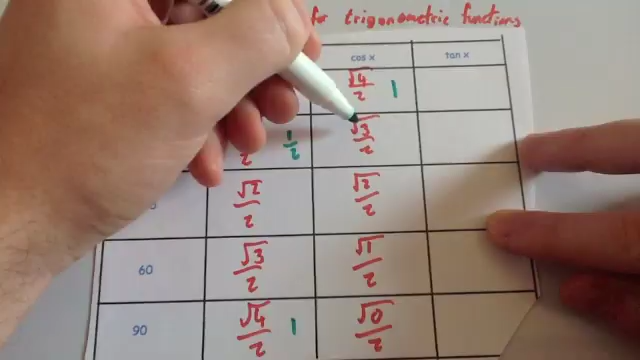 for trigonometric functions
cos x tan x
√4/2 1
2 1/2 √3/2
√2/2 √2/2
60 √3/2 √1/2
90 √4/2 1 √0/2